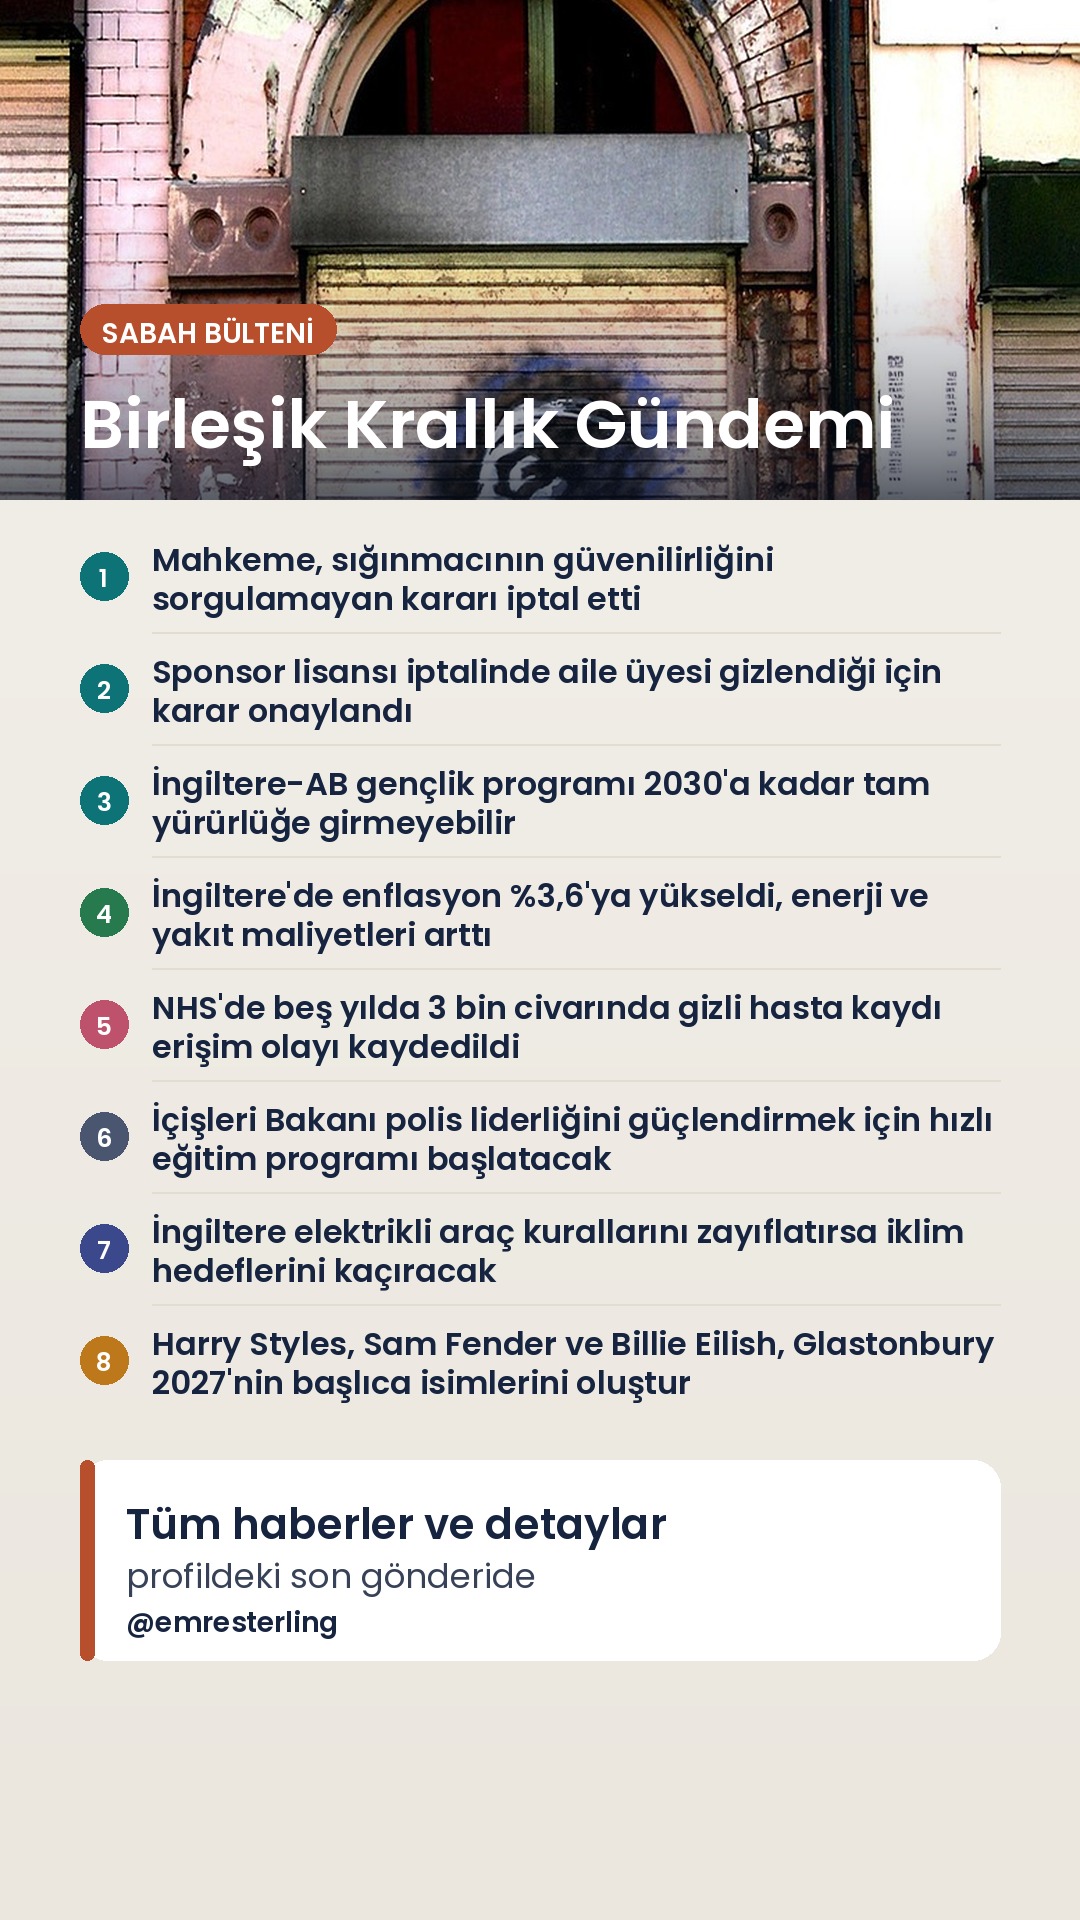 SABAH BÜLTENİ
Birleşik Krallık Gündemi
1
Mahkeme, sığınmacının güvenilirliğini
sorgulamayan kararı iptal etti
2
Sponsor lisansı iptalinde aile üyesi gizlendiği için
karar onaylandı
3
İngiltere-AB gençlik programı 2030'a kadar tam
yürürlüğe girmeyebilir
4
İngiltere'de enflasyon %3,6'ya yükseldi, enerji ve
yakıt maliyetleri arttı
5
NHS'de beş yılda 3 bin civarında gizli hasta kaydı
erişim olayı kaydedildi
6
İçişleri Bakanı polis liderliğini güçlendirmek için hızlı
eğitim programı başlatacak
7
İngiltere elektrikli araç kurallarını zayıflatırsa iklim
hedeflerini kaçıracak
8
Harry Styles, Sam Fender ve Billie Eilish, Glastonbury
2027'nin başlıca isimlerini oluştur
Tüm haberler ve detaylar
profildeki son gönderide
@emresterling